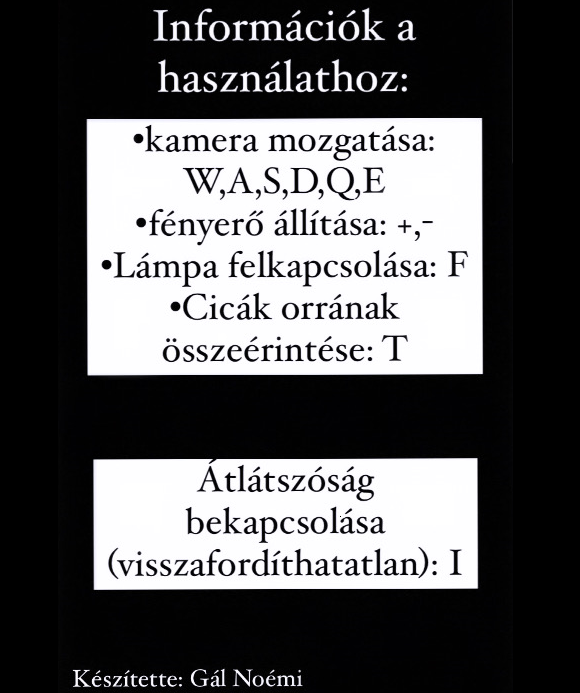 Információk a
használathoz:
•kamera mozgatása:
W,A,S,D,Q,E
•fényerő állítása: +,-
•Lámpa felkapcsolása: F
•Cicák orrának
összeérintése: T
Átlátszóság
bekapcsolása
(visszafordíthatatlan): I
Készítette: Gál Noémi